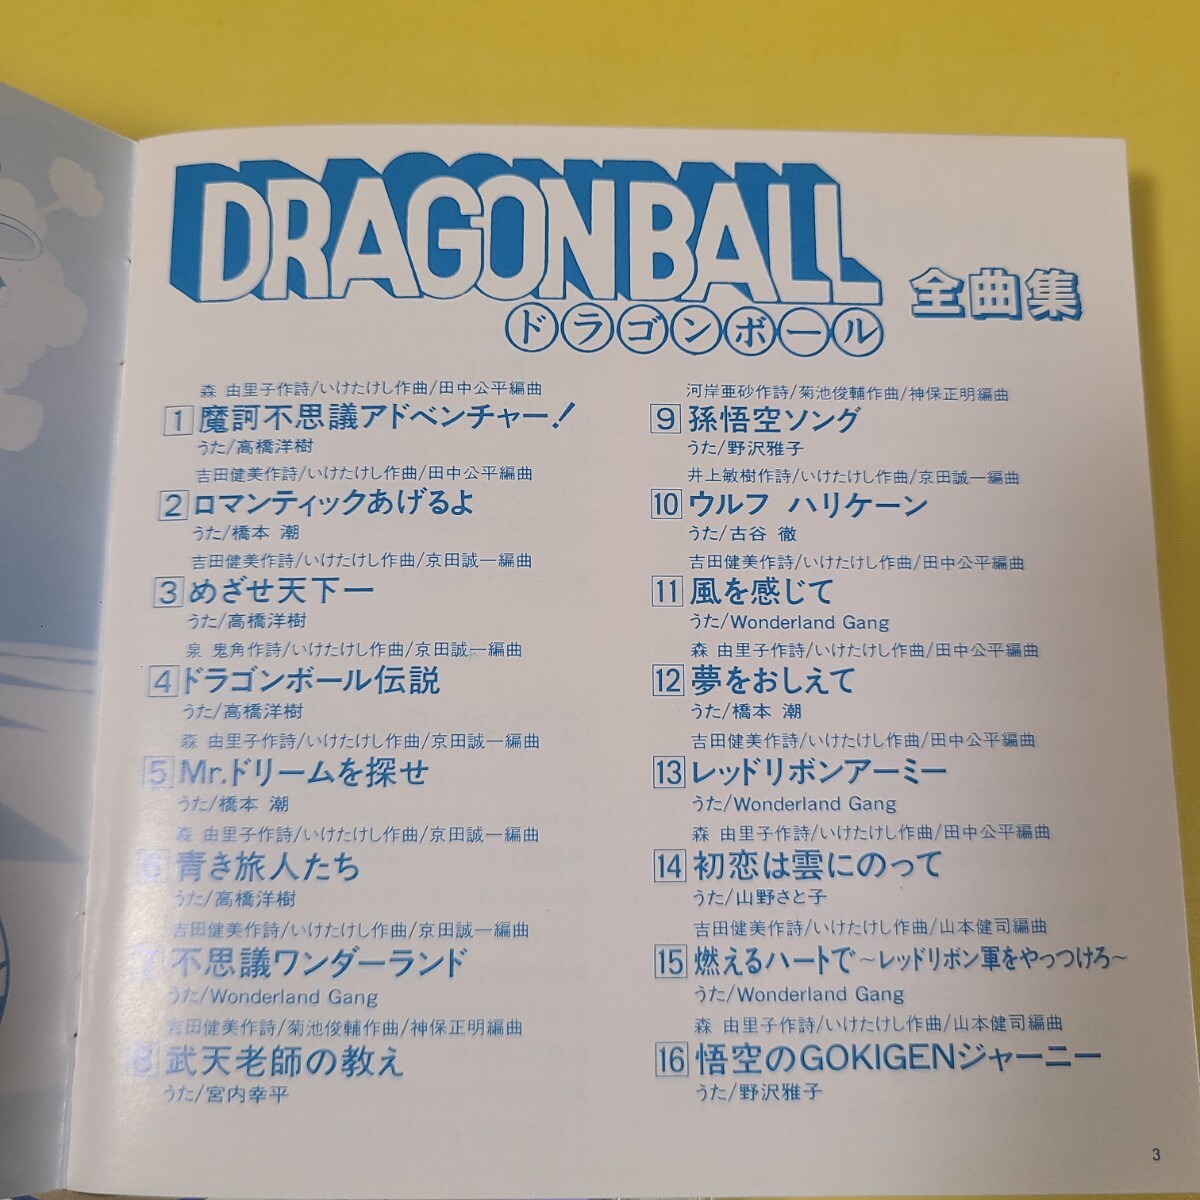 DRAGONBALL
ドラゴンボール
全曲集
森 由里子作詩/いけたけし作曲/田中公平編曲
1 魔訶不思議アドベンチャー!
うた/高橋洋樹
吉田健美作詩/いけたけし作曲/田中公平編曲
2 ロマンティックあげるよ
うた/橋本 潮
吉田健美作詩/いけたけし作曲/京田誠一編曲
3 めざせ天下一
うた/高橋洋樹
泉 鬼角作詩/いけたけし作曲/京田誠一編曲
4 ドラゴンボール伝説
うた/高橋洋樹
森 由里子作詩/いけたけし作曲/京田誠一編曲
5 Mr.ドリームを探せ
うた/橋本 潮
森 由里子作詩/いけたけし作曲/京田誠一編曲
6 青き旅人たち
うた/高橋洋樹
吉田健美作詩/いけたけし作曲/京田誠一編曲
7 不思議ワンダーランド
うた/Wonderland Gang
吉田健美作詩/菊池俊輔作曲/神保正明編曲
8 武天老師の教え
うた/宮内幸平
河岸亜砂作詩/菊池俊輔作曲/神保正明編曲
9 孫悟空ソング
うた/野沢雅子
井上敏樹作詩/いけたけし作曲/京田誠一編曲
10 ウルフ ハリケーン
うた/古谷 徹
吉田健美作詩/いけたけし作曲/田中公平編曲
11 風を感じて
うた/Wonderland Gang
森 由里子作詩/いけたけし作曲/田中公平編曲
12 夢をおしえて
うた/橋本 潮
吉田健美作詩/いけたけし作曲/田中公平編曲
13 レッドリボンアーミー
うた/Wonderland Gang
森 由里子作詩/いけたけし作曲/田中公平編曲
14 初恋は雲にのって
うた/山野さと子
吉田健美作詩/いけたけし作曲/山本健司編曲
15 燃えるハートで～レッドリボン軍をやっつけろ～
うた/Wonderland Gang
森 由里子作詩/いけたけし作曲/山本健司編曲
16 悟空のGOKIGENジャーニー
うた/野沢雅子
3